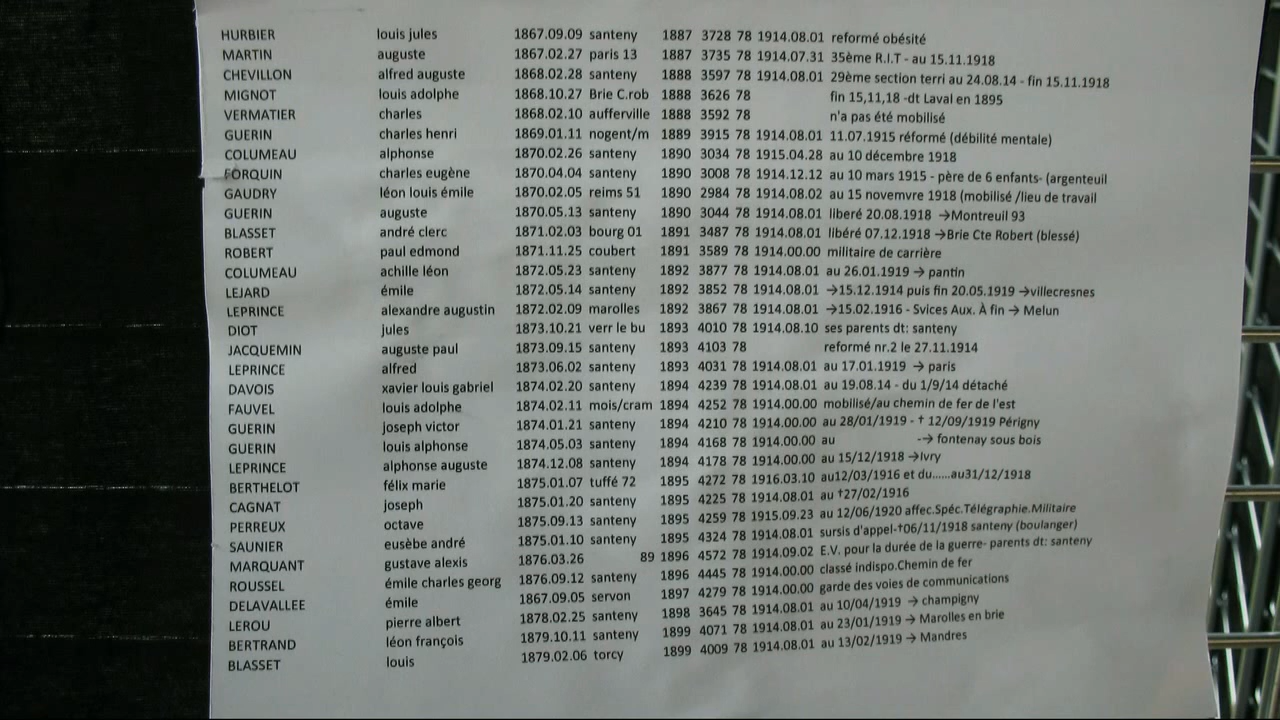 HURBIER louis jules 1867.09.09 santeny 1887 3728 78 1914.08.01 reformé obésité
MARTIN auguste 1867.02.27 paris 13 1887 3735 78 1914.07.31 35ème R.I.T - au 15.11.1918
CHEVILLON alfred auguste 1868.02.28 santeny 1888 3597 78 1914.08.01 29ème section terri au 24.08.14 - fin 15.11.1918
MIGNOT louis adolphe 1868.10.27 Brie C.rob 1888 3626 78 fin 15,11,18 -dt Laval en 1895
VERMATIER charles 1868.02.10 aufferville 1888 3592 78 n'a pas été mobilisé
GUERIN charles henri 1869.01.11 nogent/m 1889 3915 78 1914.08.01 11.07.1915 réformé (débilité mentale)
COLUMEAU alphonse 1870.02.26 santeny 1890 3034 78 1915.04.28 au 10 décembre 1918
FORQUIN charles eugène 1870.04.04 santeny 1890 3008 78 1914.12.12 au 10 mars 1915 - père de 6 enfants- (argenteuil
GAUDRY léon louis émile 1870.02.05 reims 51 1890 2984 78 1914.08.02 au 15 novemvre 1918 (mobilisé /lieu de travail
GUERIN auguste 1870.05.13 santeny 1890 3044 78 1914.08.01 liberé 20.08.1918 →Montreuil 93
BLASSET andré clerc 1871.02.03 bourg 01 1891 3487 78 1914.08.01 libéré 07.12.1918 →Brie Cte Robert (blessé)
ROBERT paul edmond 1871.11.25 coubert 1891 3589 78 1914.00.00 militaire de carrière
COLUMEAU achille léon 1872.05.23 santeny 1892 3877 78 1914.08.01 au 26.01.1919 → pantin
LEJARD émile 1872.05.14 santeny 1892 3852 78 1914.08.01 →15.12.1914 puis fin 20.05.1919 →villecresnes
LEPRINCE alexandre augustin 1872.02.09 marolles 1892 3867 78 1914.08.01 →15.02.1916 - Svices Aux. À fin → Melun
DIOT jules 1873.10.21 verr le bu 1893 4010 78 1914.08.10 ses parents dt: santeny
JACQUEMIN auguste paul 1873.09.15 santeny 1893 4103 78 reformé nr.2 le 27.11.1914
LEPRINCE alfred 1873.06.02 santeny 1893 4031 78 1914.08.01 au 17.01.1919 → paris
DAVOIS xavier louis gabriel 1874.02.20 santeny 1894 4239 78 1914.08.01 au 19.08.14 - du 1/9/14 détaché
FAUVEL louis adolphe 1874.02.11 mois/cram 1894 4252 78 1914.00.00 mobilisé/au chemin de fer de l'est
GUERIN joseph victor 1874.01.21 santeny 1894 4210 78 1914.00.00 au 28/01/1919 - † 12/09/1919 Périgny
GUERIN louis alphonse 1874.05.03 santeny 1894 4168 78 1914.00.00 au -→ fontenay sous bois
LEPRINCE alphonse auguste 1874.12.08 santeny 1894 4178 78 1914.00.00 au 15/12/1918 →Ivry
BERTHELOT félix marie 1875.01.07 tuffé 72 1895 4272 78 1916.03.10 au12/03/1916 et du......au31/12/1918
CAGNAT joseph 1875.01.20 santeny 1895 4225 78 1914.08.01 au †27/02/1916
PERREUX octave 1875.09.13 santeny 1895 4259 78 1915.09.23 au 12/06/1920 affec.Spéc.Télégraphie.Militaire
SAUNIER eusèbe andré 1875.01.10 santeny 1895 4324 78 1914.08.01 sursis d'appel-†06/11/1918 santeny (boulanger)
MARQUANT gustave alexis 1876.03.26 89 1896 4572 78 1914.09.02 E.V. pour la durée de la guerre- parents dt: santeny
ROUSSEL émile charles georg 1876.09.12 santeny 1896 4445 78 1914.00.00 classé indispo.Chemin de fer
DELAVALLEE émile 1867.09.05 servon 1897 4279 78 1914.00.00 garde des voies de communications
LEROU pierre albert 1878.02.25 santeny 1898 3645 78 1914.08.01 au 10/04/1919 → champigny
BERTRAND léon françois 1879.10.11 santeny 1899 4071 78 1914.08.01 au 23/01/1919 → Marolles en brie
BLASSET louis 1879.02.06 torcy 1899 4009 78 1914.08.01 au 13/02/1919 → Mandres